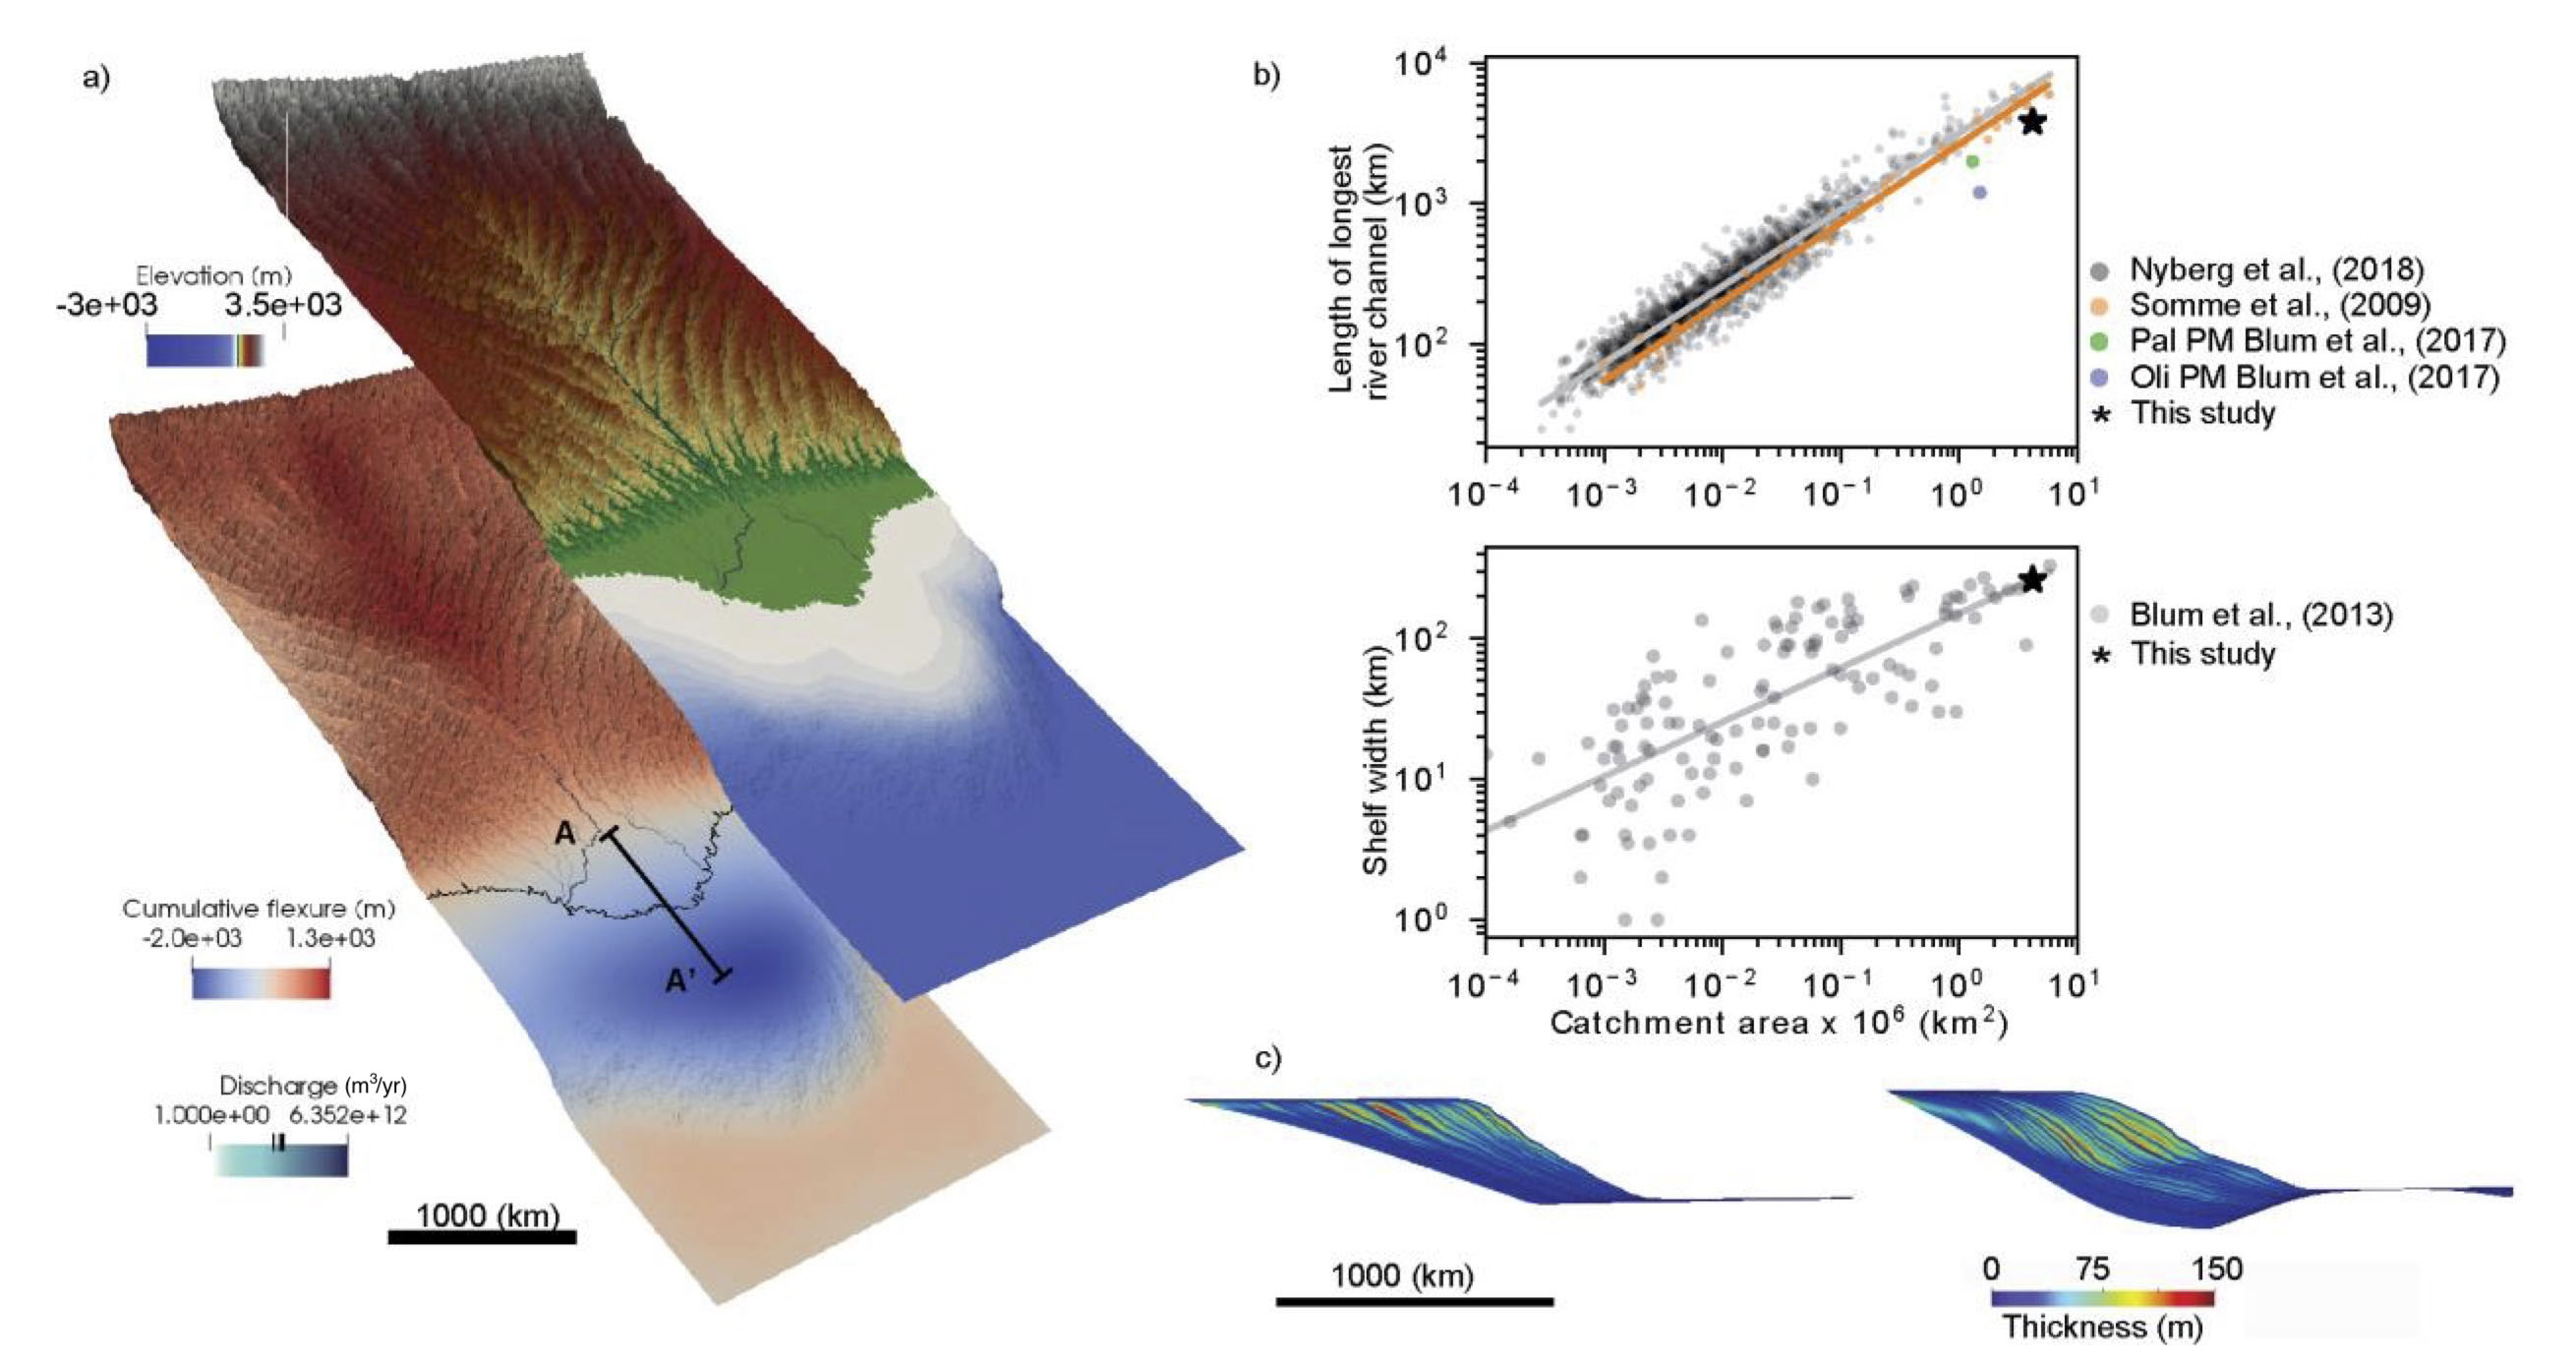 a)
Elevation (m)
-3e+03 3.5e+03
A
A'
Cumulative flexure (m)
-2.0e+03 1.3e+03
Discharge (m³/yr)
1.000e+00 6.352e+12
1000 (km)
b)
Length of longest
river channel (km)
10⁴
10³
10²
10⁻⁴ 10⁻³ 10⁻² 10⁻¹ 10⁰ 10¹
Nyberg et al., (2018)
Somme et al., (2009)
Pal PM Blum et al., (2017)
Oli PM Blum et al., (2017)
This study
Shelf width (km)
10²
10¹
10⁰
10⁻⁴ 10⁻³ 10⁻² 10⁻¹ 10⁰ 10¹
Catchment area x 10⁶ (km²)
Blum et al., (2013)
This study
c)
1000 (km)
0 75 150
Thickness (m)